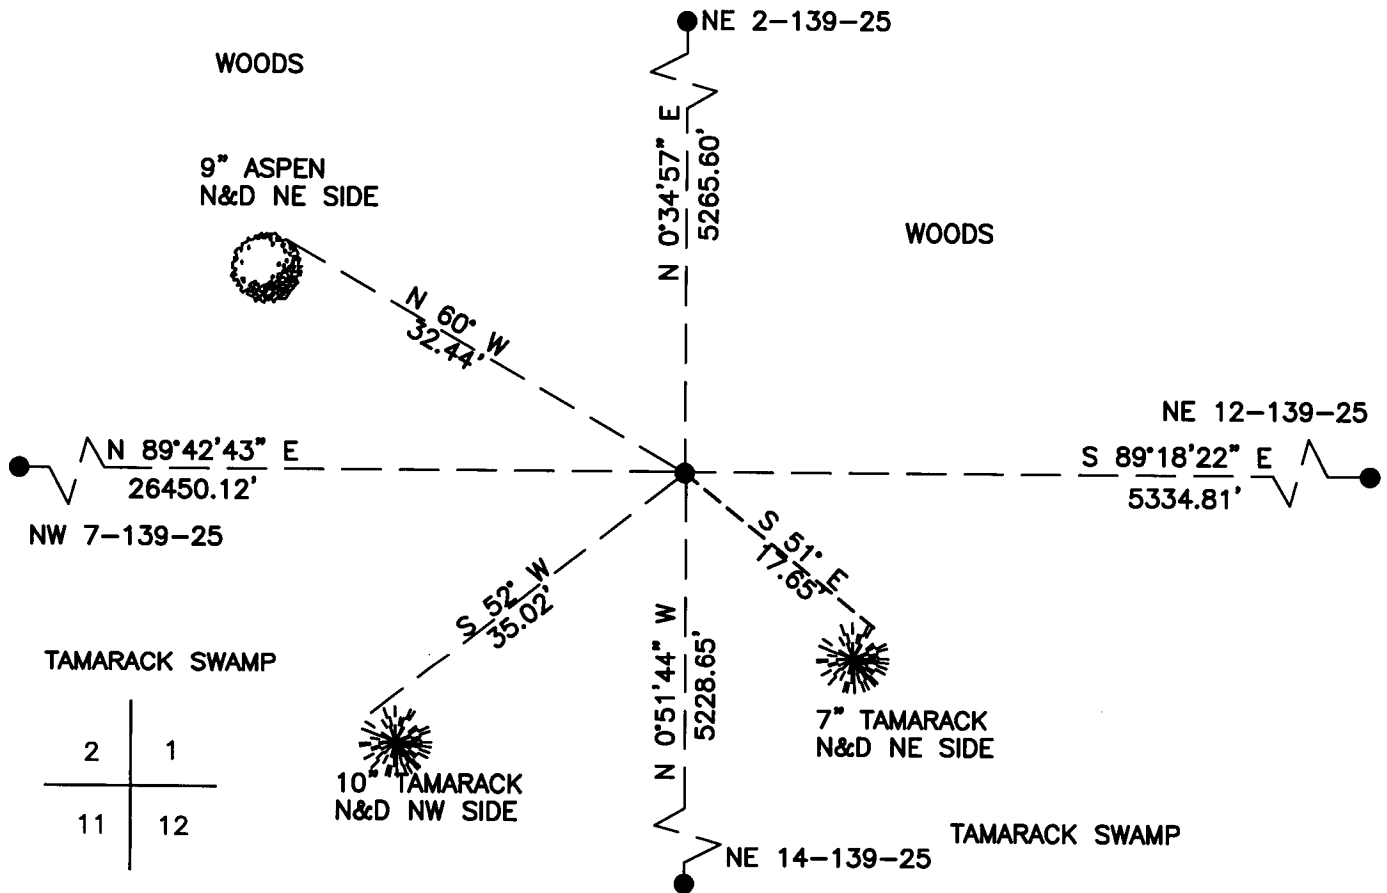 NE 2-139-25
WOODS
9" ASPEN
N&D NE SIDE
N 0°34'57" E
5265.60'
WOODS
N 60° W
32.44'
NE 12-139-25
N 89°42'43" E
26450.12'
NW 7-139-25
S 89°18'22" E
5334.81'
S 52° W
35.02'
S 51° E
17.65'
N 0°51'44" W
5228.65'
TAMARACK SWAMP
2 1
11 12
10" TAMARACK
N&D NW SIDE
7" TAMARACK
N&D NE SIDE
TAMARACK SWAMP
NE 14-139-25